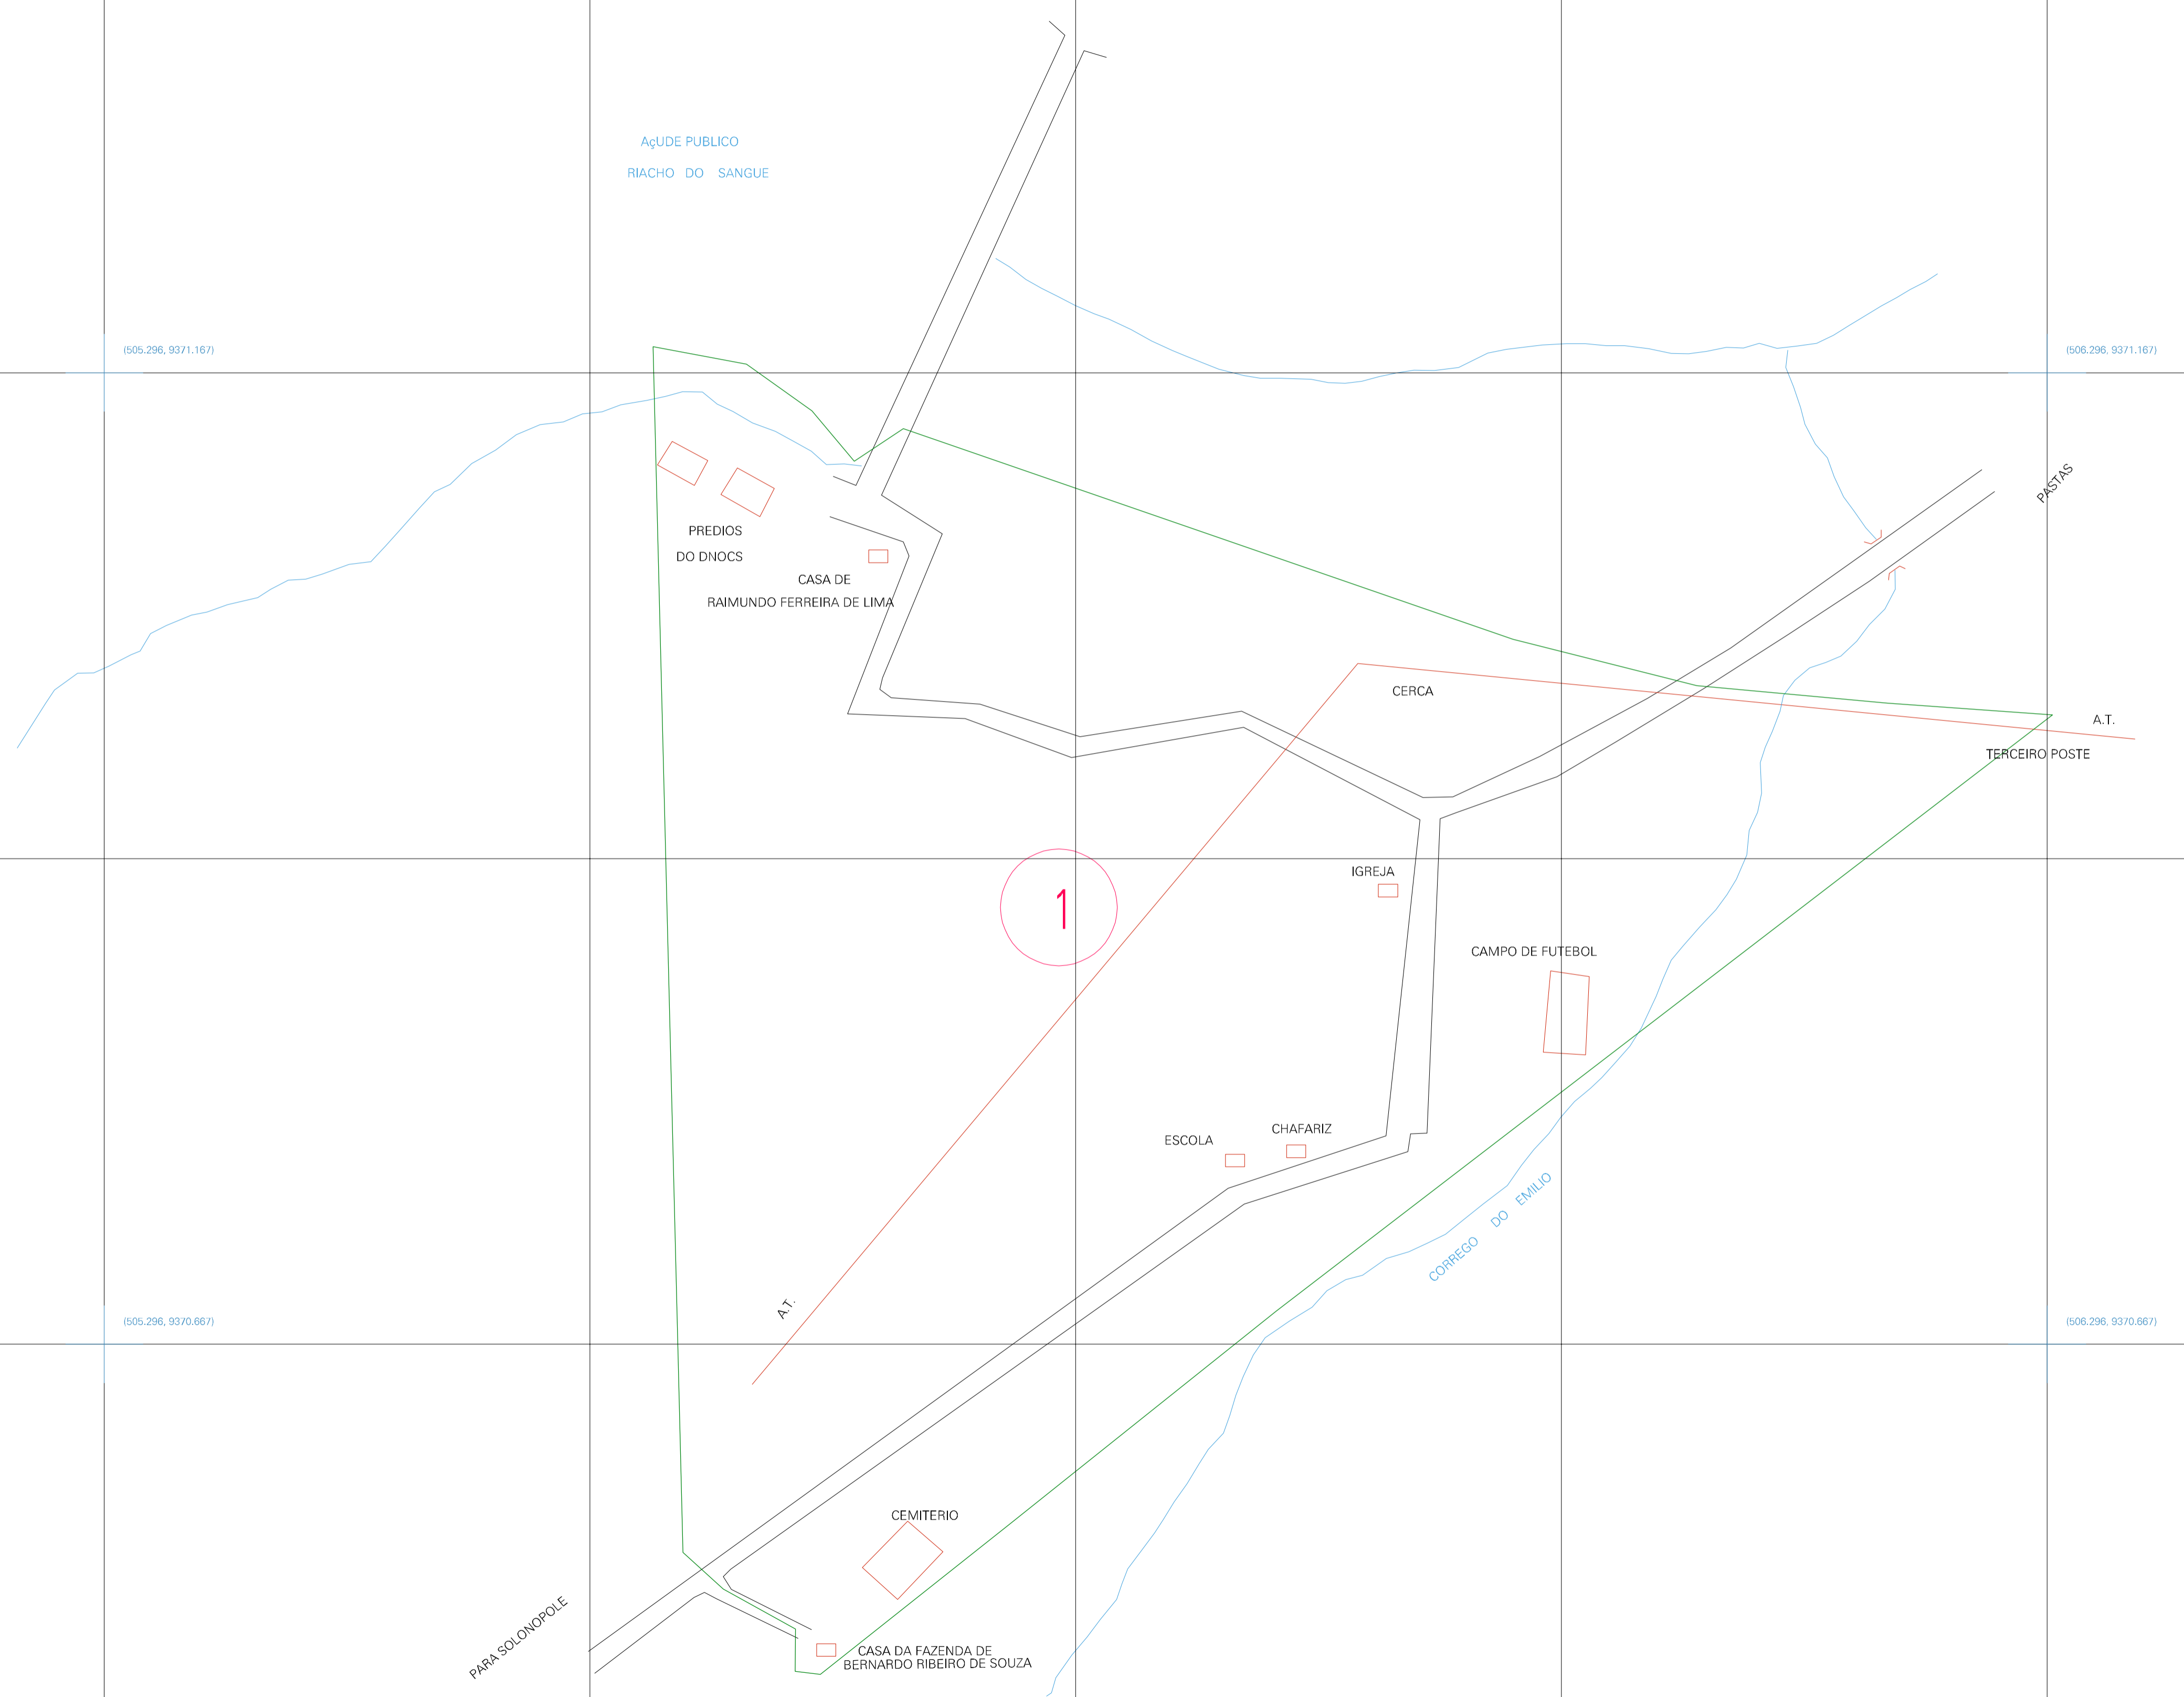 AçUDE PUBLICO
RIACHO DO SANGUE
(505.296, 9371.167)
(506.296, 9371.167)
PASTAS
PREDIOS
DO DNOCS
CASA DE
RAIMUNDO FERREIRA DE LIMA
CERCA
A.T.
TERCEIRO POSTE
IGREJA
1
CAMPO DE FUTEBOL
CHAFARIZ
ESCOLA
CORREGO DO EMILIO
A.T.
(505.296, 9370.667)
(506.296, 9370.667)
CEMITERIO
PARA SOLONOPOLE
CASA DA FAZENDA DE
BERNARDO RIBEIRO DE SOUZA